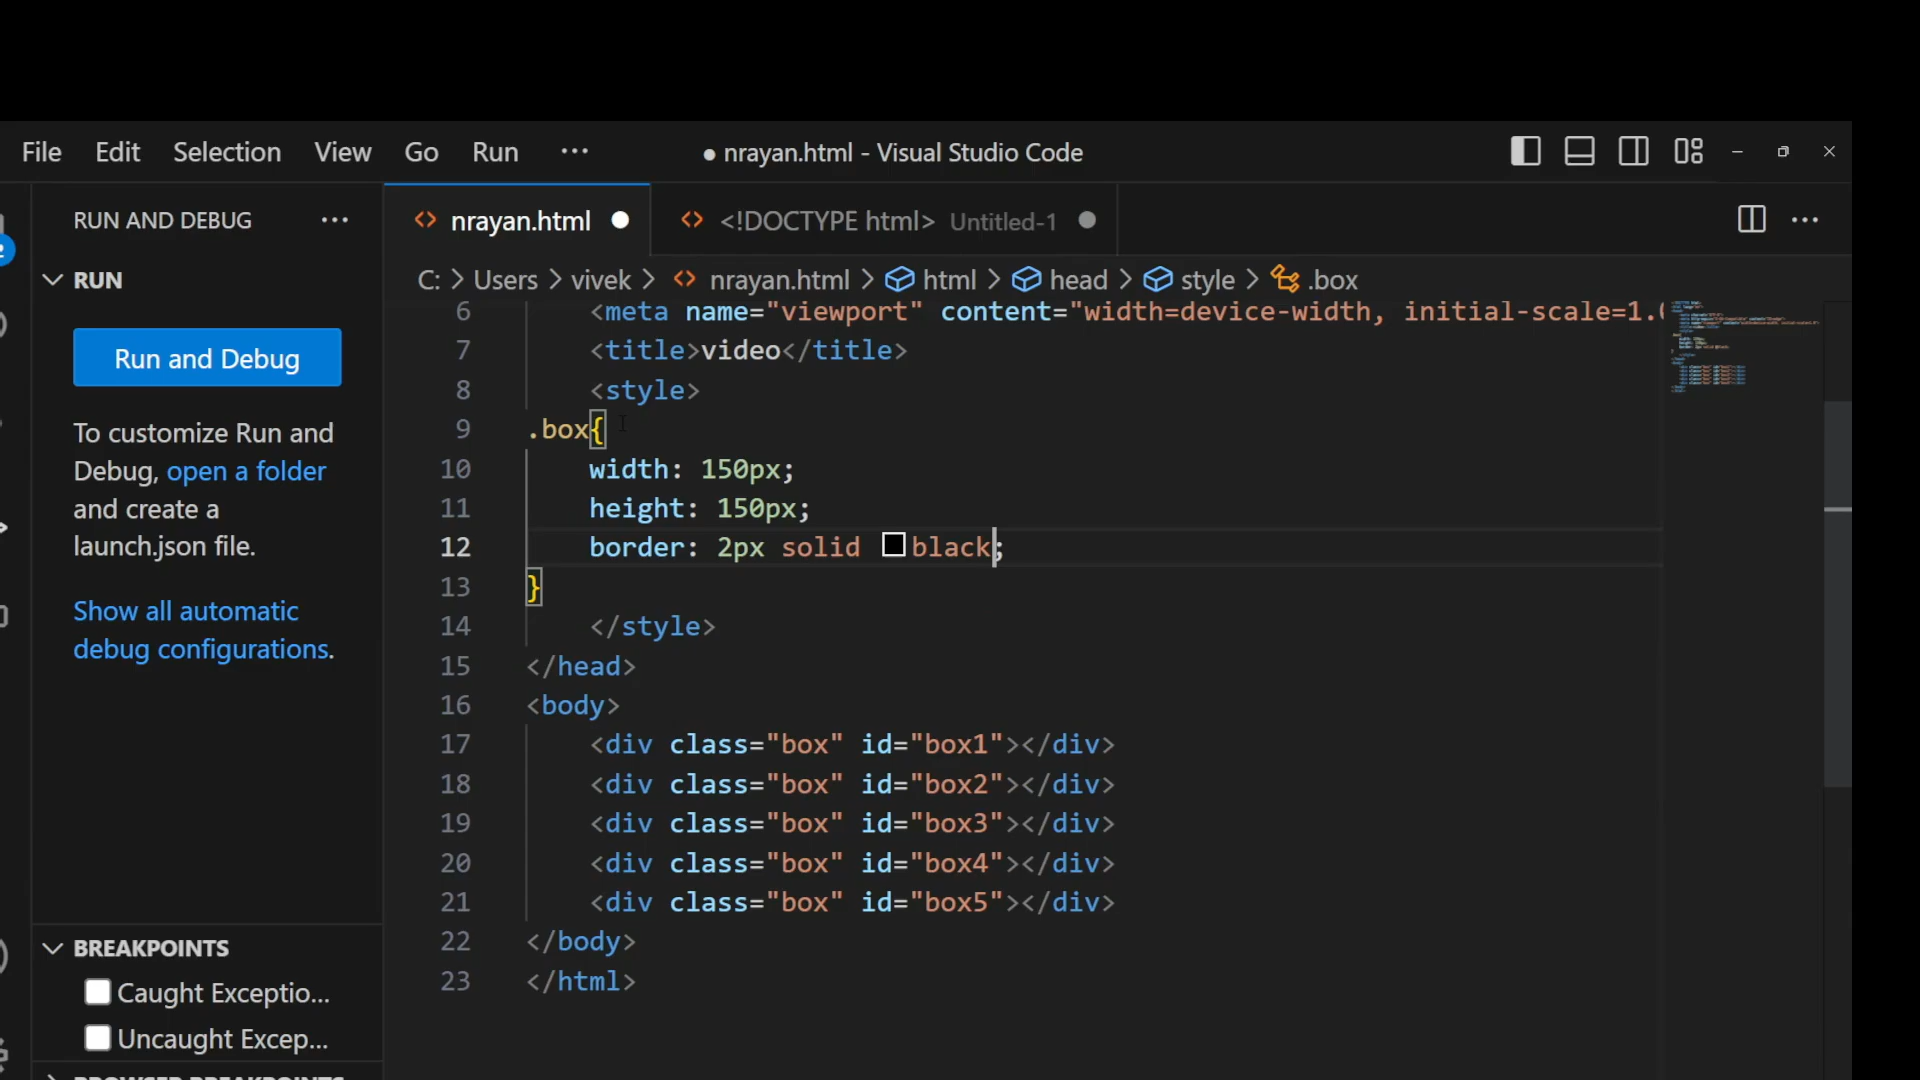 File Edit Selection View Go Run ··· ● nrayan.html - Visual Studio Code
RUN AND DEBUG ···
nrayan.html ● <!DOCTYPE html> Untitled-1 ●
C: > Users > vivek > nrayan.html > html > head > style > .box
RUN
Run and Debug
To customize Run and
Debug, open a folder
and create a
launch.json file.
Show all automatic
debug configurations.
BREAKPOINTS
Caught Exceptio...
Uncaught Excep...
6 <meta name="viewport" content="width=device-width, initial-scale=1.
7 <title>video</title>
8 <style>
9 .box{
10 width: 150px;
11 height: 150px;
12 border: 2px solid black;
13 }
14 </style>
15 </head>
16 <body>
17 <div class="box" id="box1"></div>
18 <div class="box" id="box2"></div>
19 <div class="box" id="box3"></div>
20 <div class="box" id="box4"></div>
21 <div class="box" id="box5"></div>
22 </body>
23 </html>